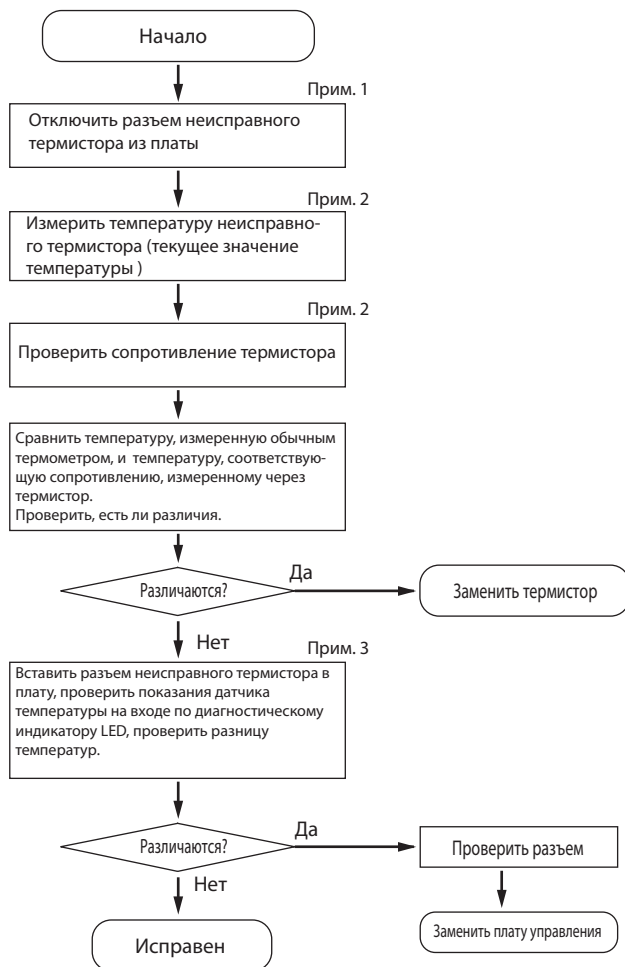 Начало
Прим. 1
Отключить разъем неисправного
термистора из платы
Прим. 2
Измерить температуру неисправно-
го термистора (текущее значение
температуры )
Прим. 2
Проверить сопротивление термистора
Сравнить температуру, измеренную обычным
термометром, и температуру, соответствую-
щую сопротивлению, измеренному через
термистор.
Проверить, есть ли различия.
Различаются?
Да
Заменить термистор
Нет
Прим. 3
Вставить разъем неисправного термистора в
плату, проверить показания датчика
температуры на входе по диагностическому
индикатору LED, проверить разницу
температур.
Различаются?
Да
Проверить разъем
Нет
Заменить плату управления
Исправен